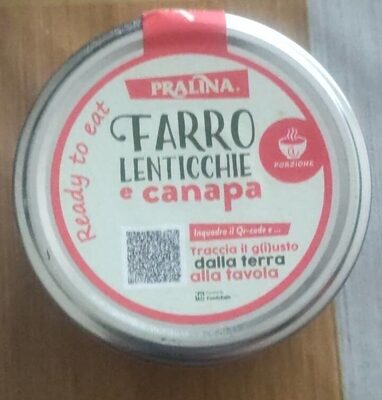 PRALINA®
Ready to eat
FARRO
LENTICCHIE
e canapa
PORZIONE
Inquadra il Qr-code e ...
Traccia il g(i)usto
dalla terra
alla tavola